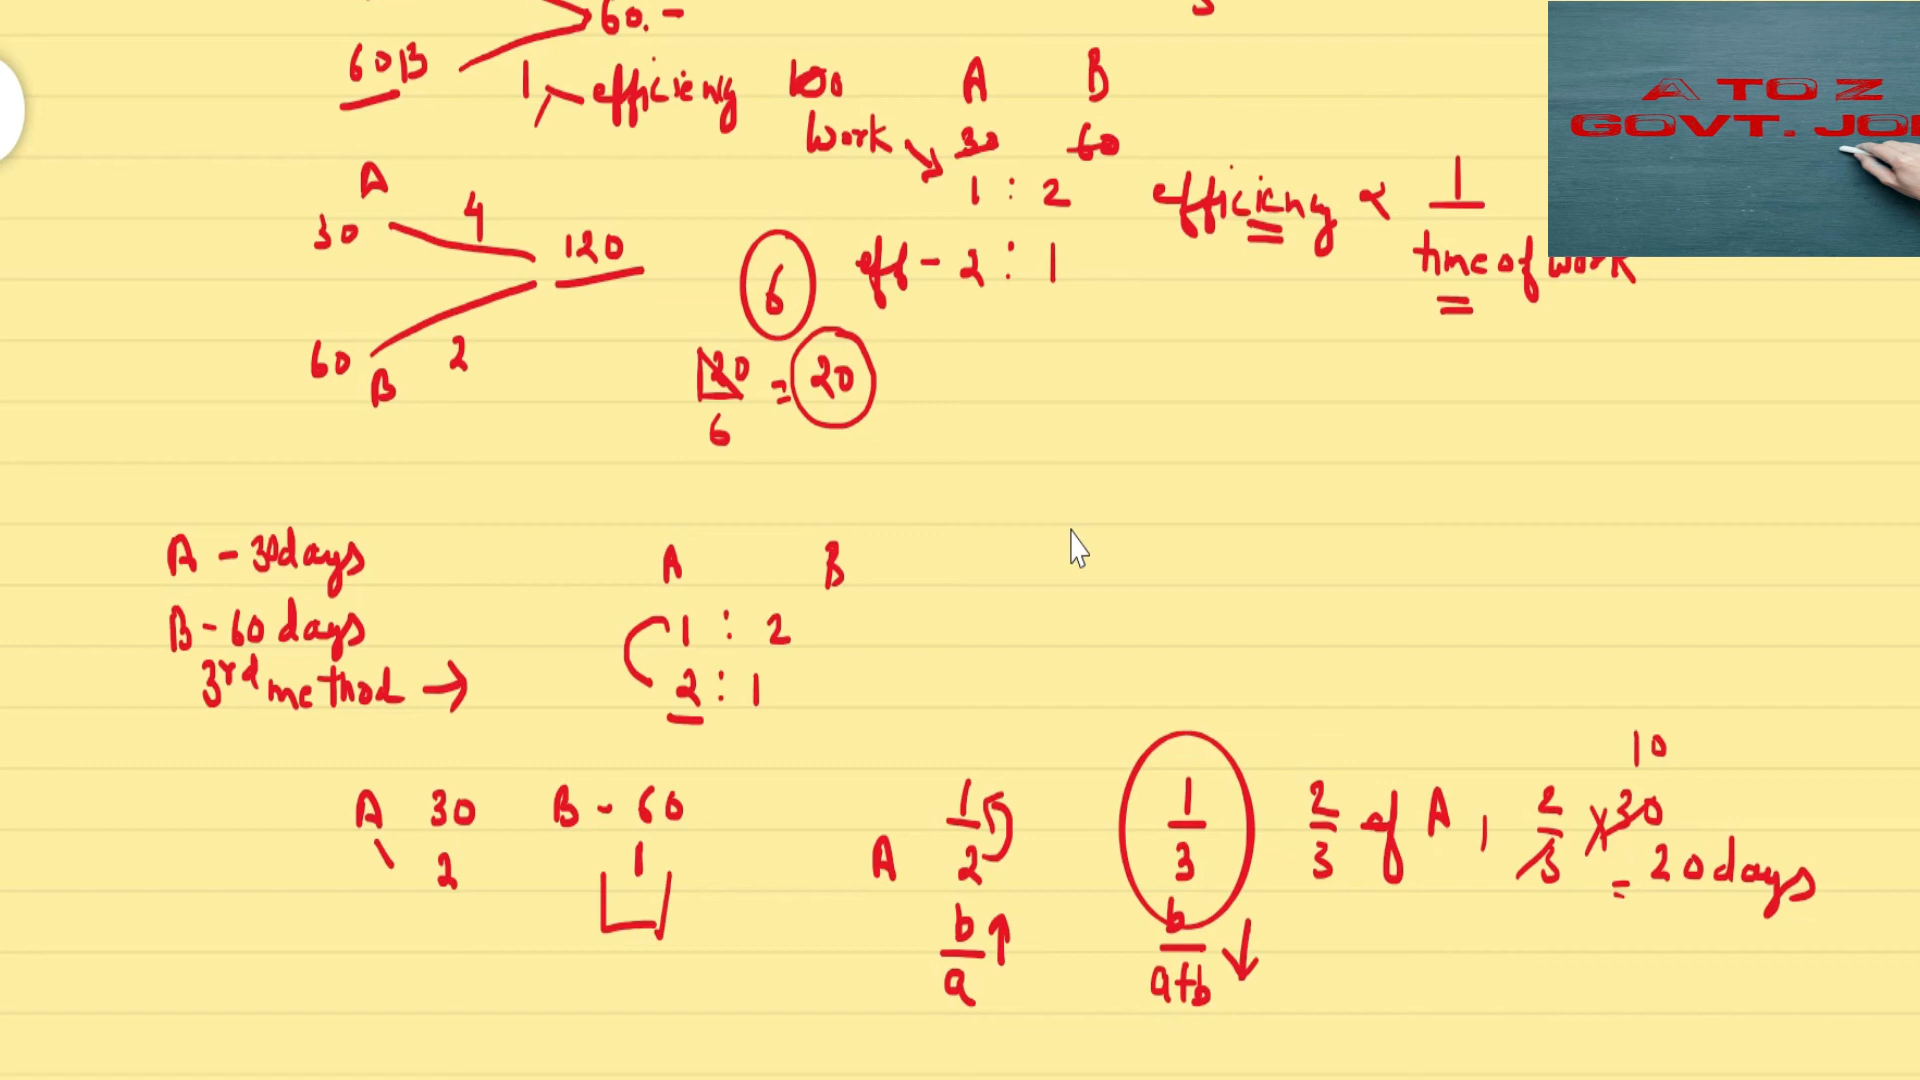 60.-
60 B
1 efficiency 100 A B
Work 30 60
1 : 2
efficiency ∝ 1
time of work
A
30 4 120
60 2
B
6
eff - 2 : 1
120 = 20
6
A TO Z
GOVT. JO
A - 30 days A B
B - 60 days 1 : 2
3rd method → 2 : 1
A 30 B - 60
2 1
A 1/2 1/3 2/3 of A, 2/3 × 30 10
= 20 days
b/a ↑ b/a+b ↓